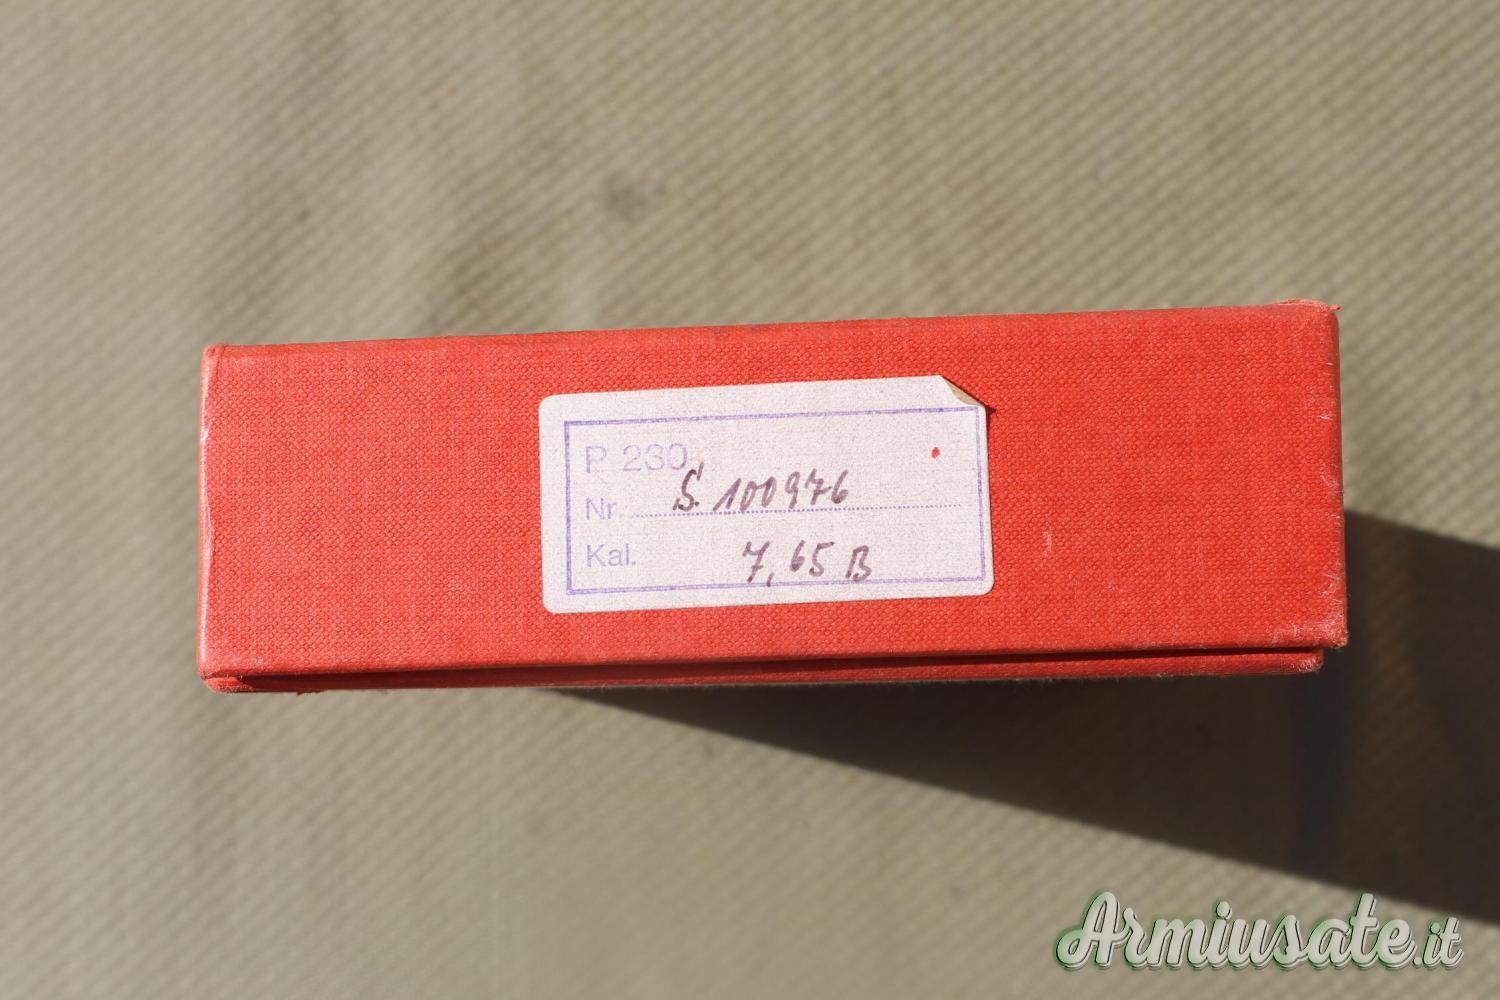 P 230
Nr. S. 100976
Kal. 7,65 B
Armiusate.it